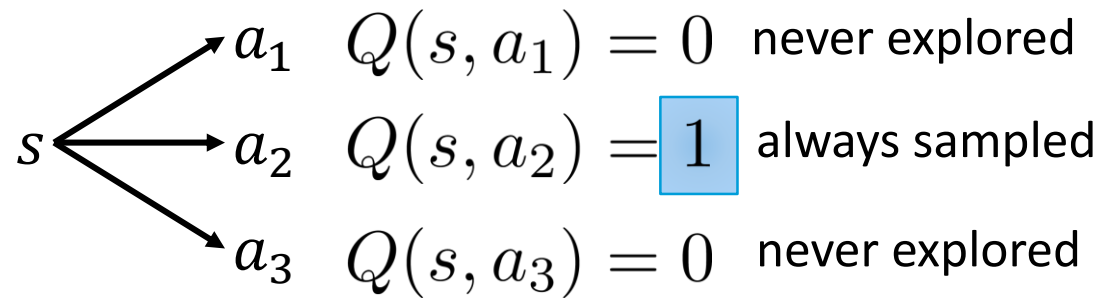 a₁ Q(s, a₁) = 0 never explored
s a₂ Q(s, a₂) = 1 always sampled
a₃ Q(s, a₃) = 0 never explored